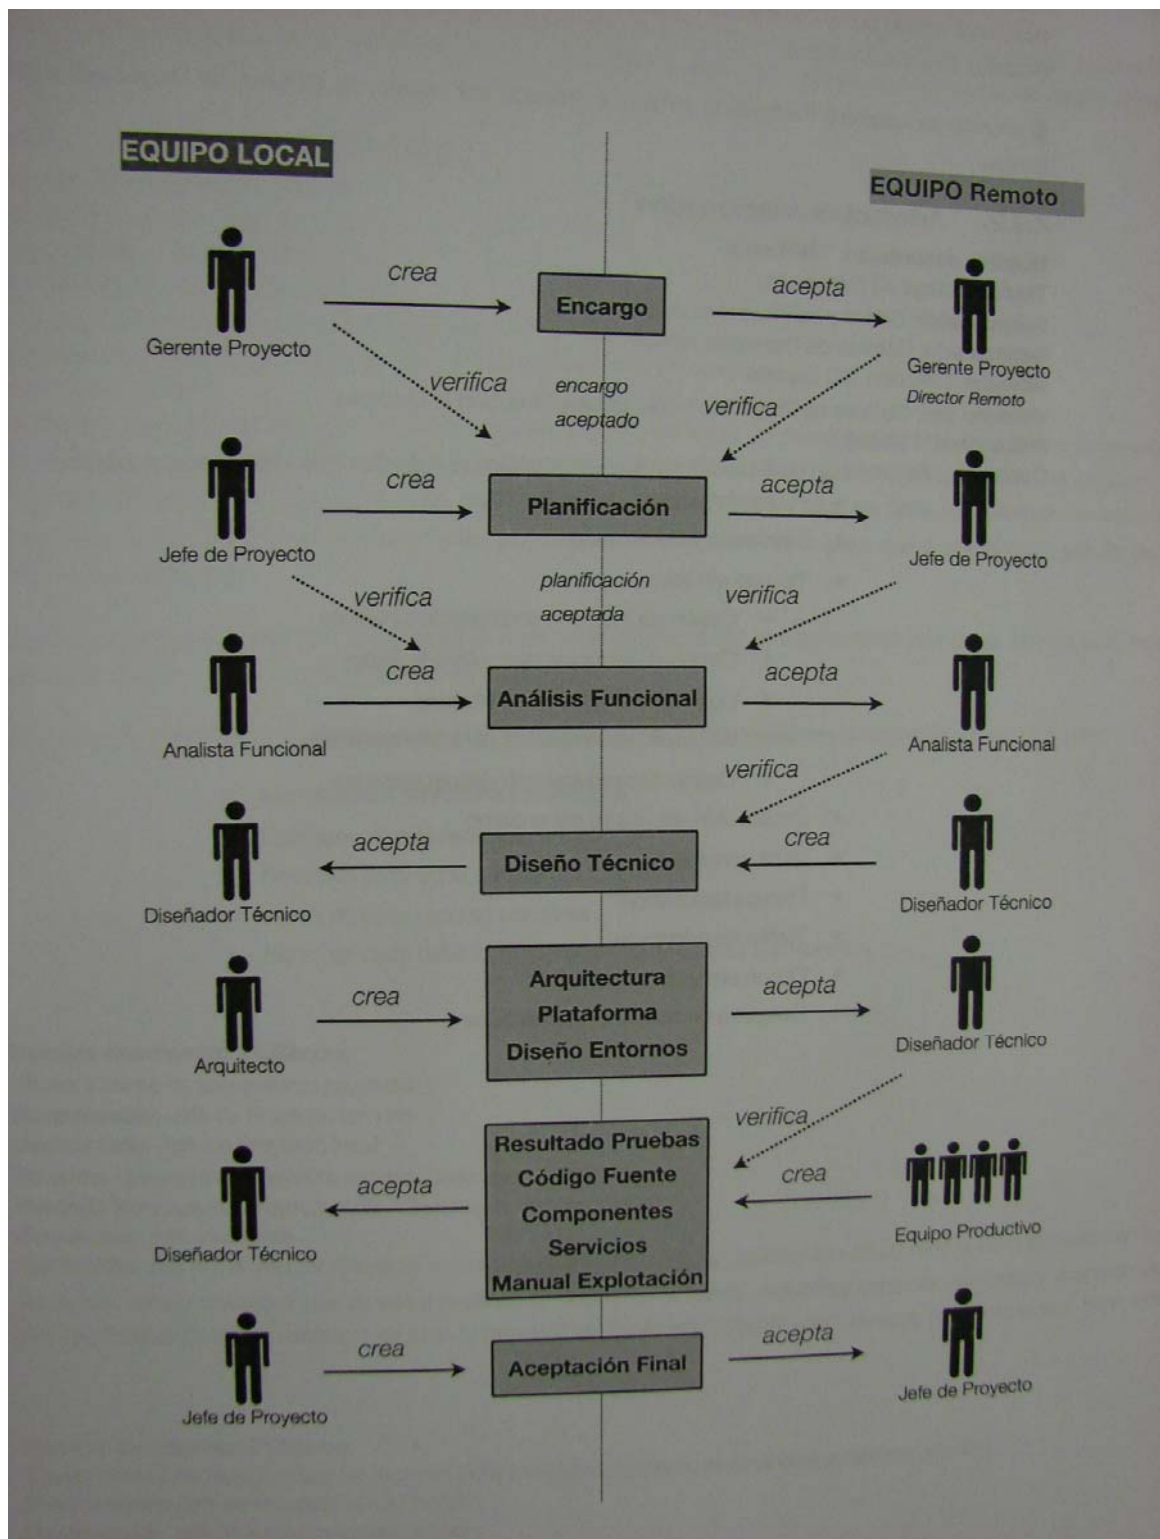 EQUIPO LOCAL
EQUIPO Remoto
crea
Encargo
acepta
Gerente Proyecto
Gerente Proyecto
Director Remoto
verifica
encargo
aceptado
verifica
crea
Planificación
acepta
Jefe de Proyecto
Jefe de Proyecto
verifica
planificación
aceptada
verifica
crea
Análisis Funcional
acepta
Analista Funcional
Analista Funcional
verifica
acepta
Diseño Técnico
crea
Diseñador Técnico
Diseñador Técnico
crea
Arquitectura
Plataforma
Diseño Entornos
acepta
Arquitecto
Diseñador Técnico
verifica
acepta
Resultado Pruebas
Código Fuente
Componentes
Servicios
Manual Explotación
crea
Diseñador Técnico
Equipo Productivo
crea
Aceptación Final
acepta
Jefe de Proyecto
Jefe de Proyecto